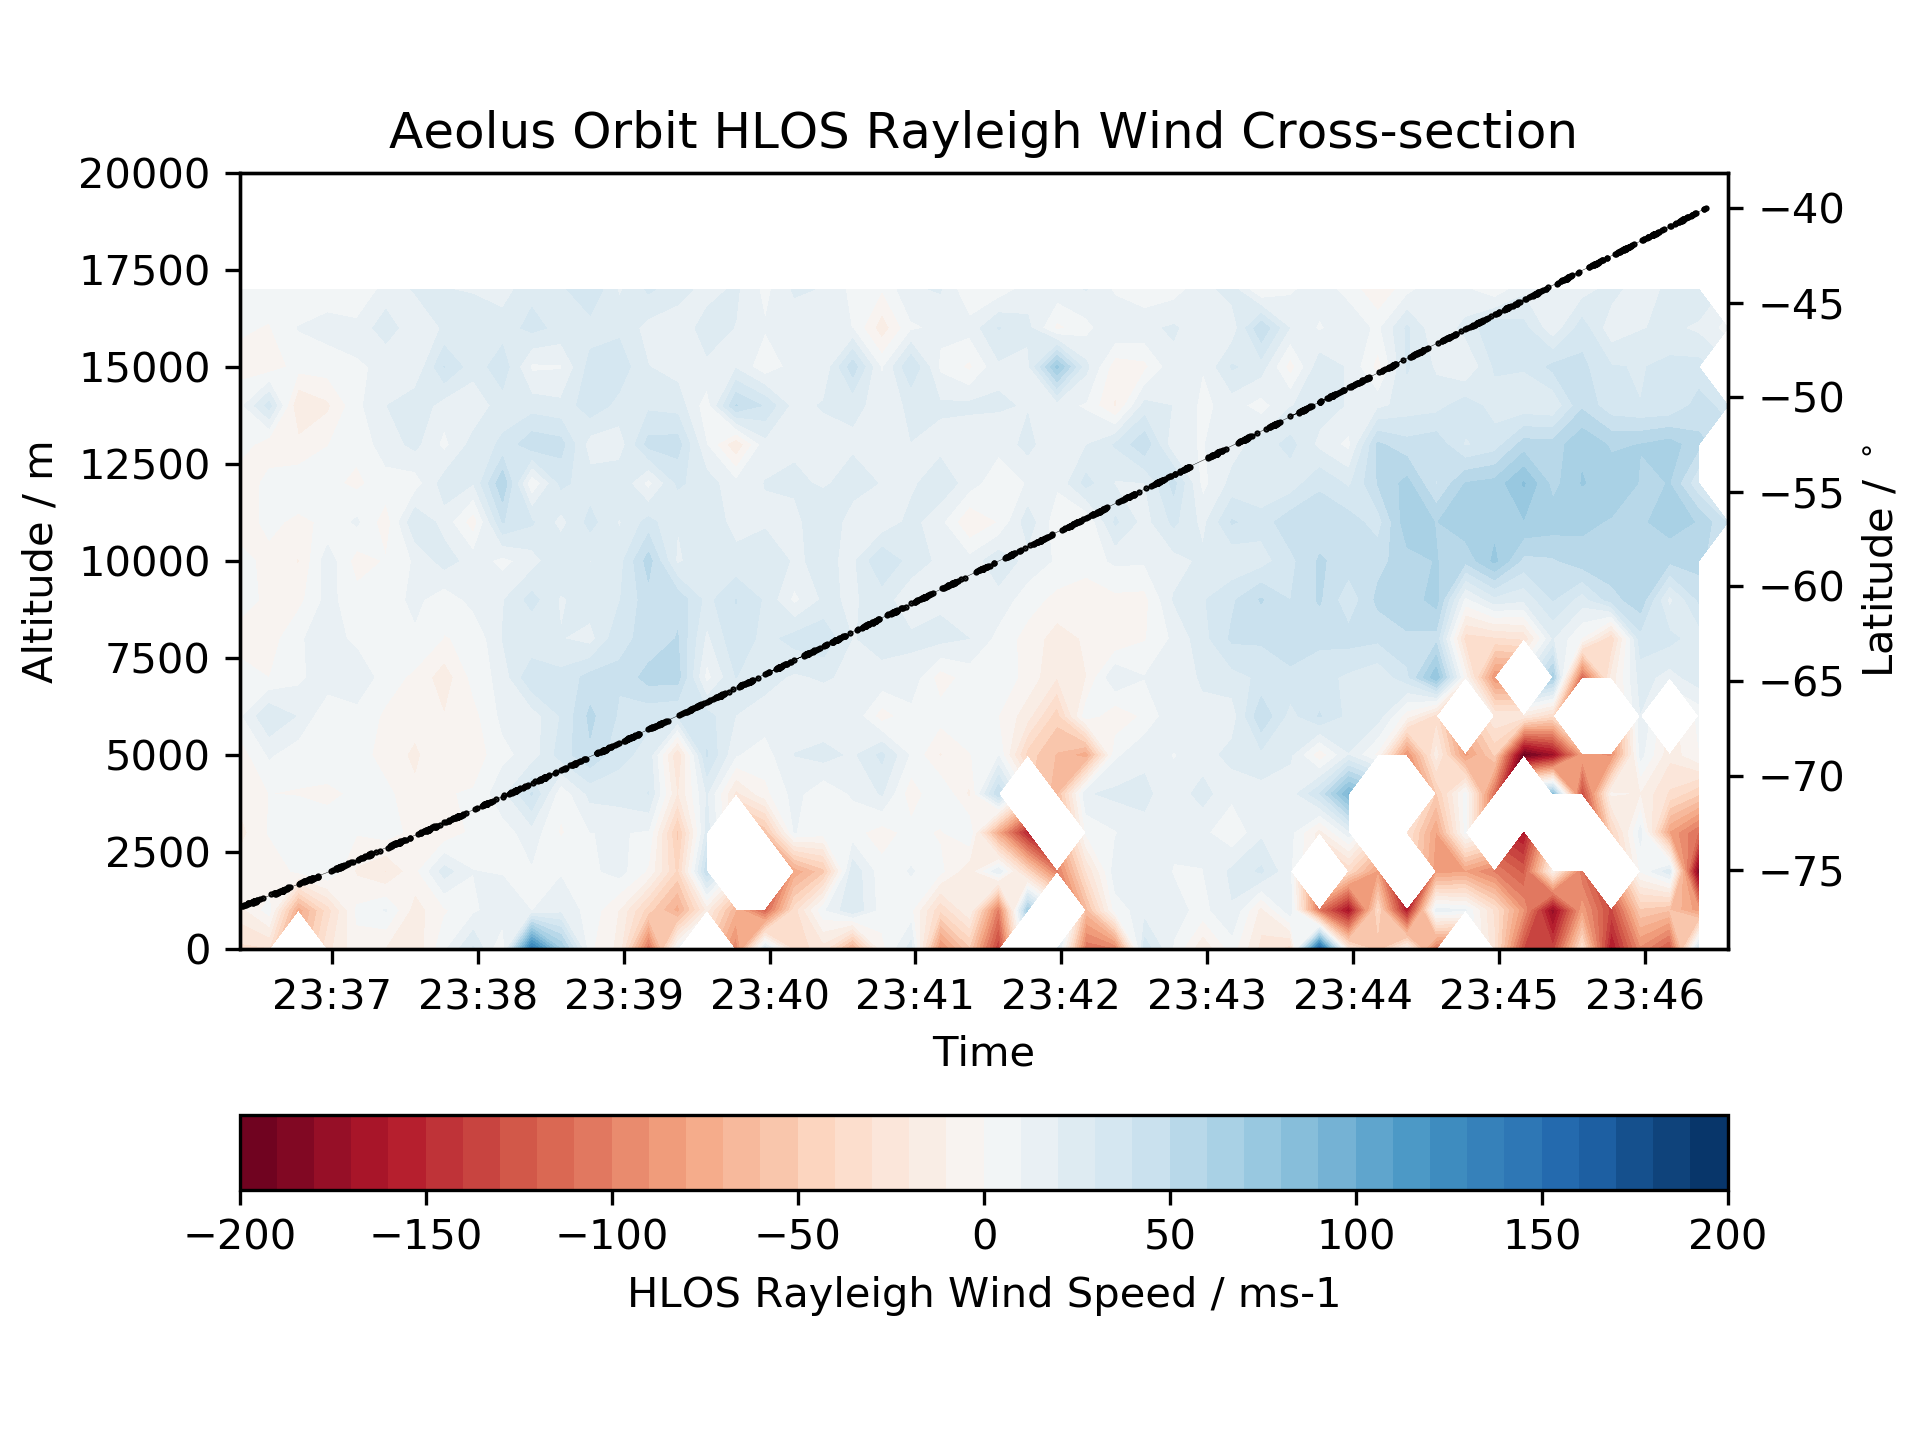 Aeolus Orbit HLOS Rayleigh Wind Cross-section
20000
17500
15000
12500
10000
7500
5000
2500
0
Altitude / m
−40
−45
−50
−55
−60
−65
−70
−75
Latitude / °
23:37 23:38 23:39 23:40 23:41 23:42 23:43 23:44 23:45 23:46
Time
−200 −150 −100 −50 0 50 100 150 200
HLOS Rayleigh Wind Speed / ms-1